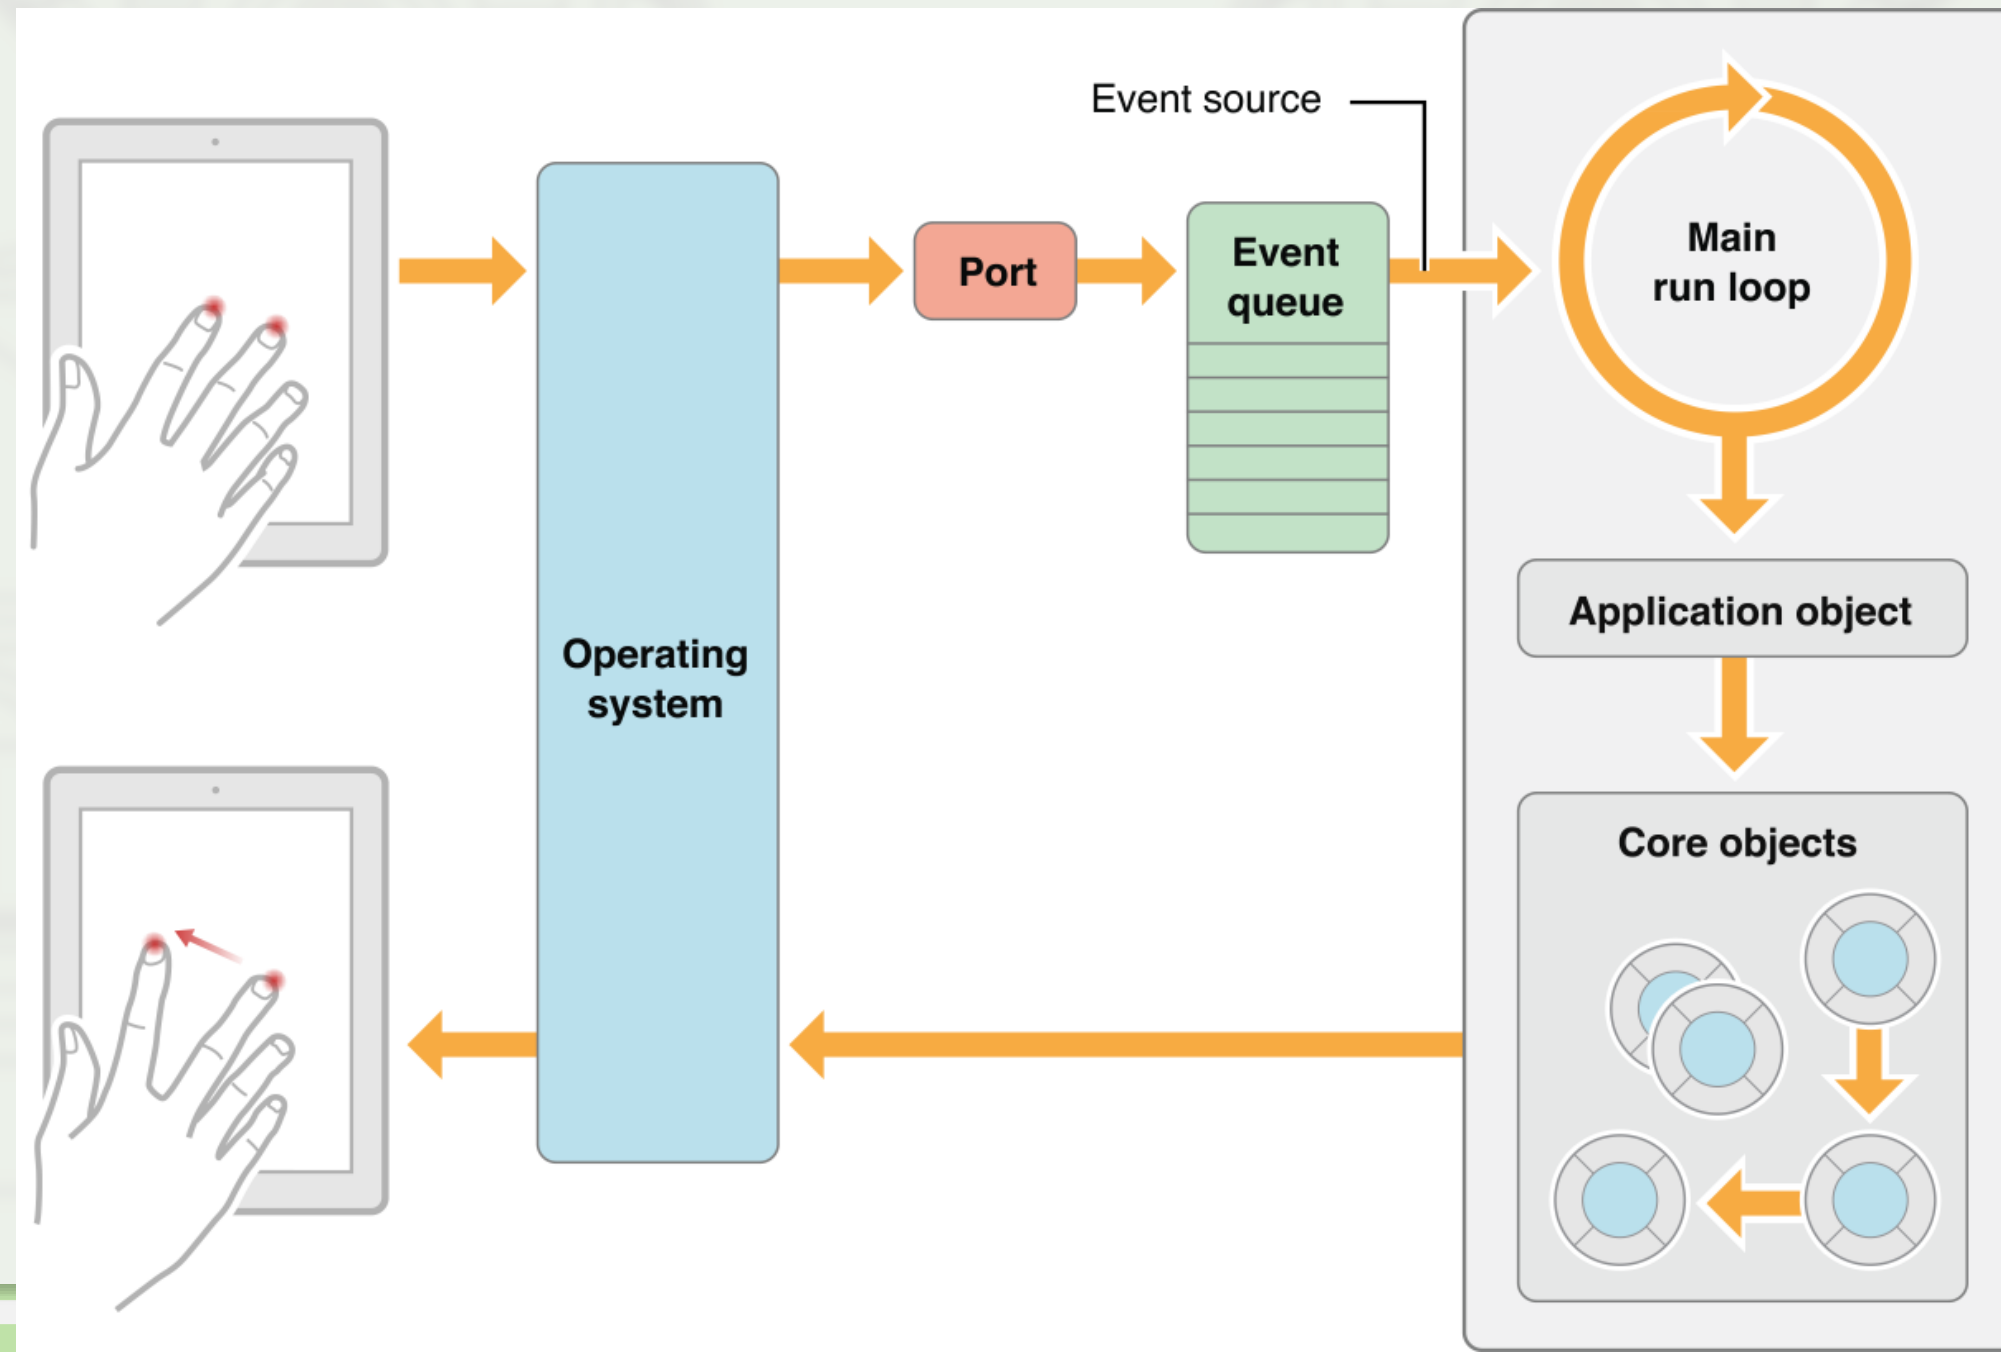 Event source
Main
run loop
Event
queue
Port
Application object
Operating
system
Core objects